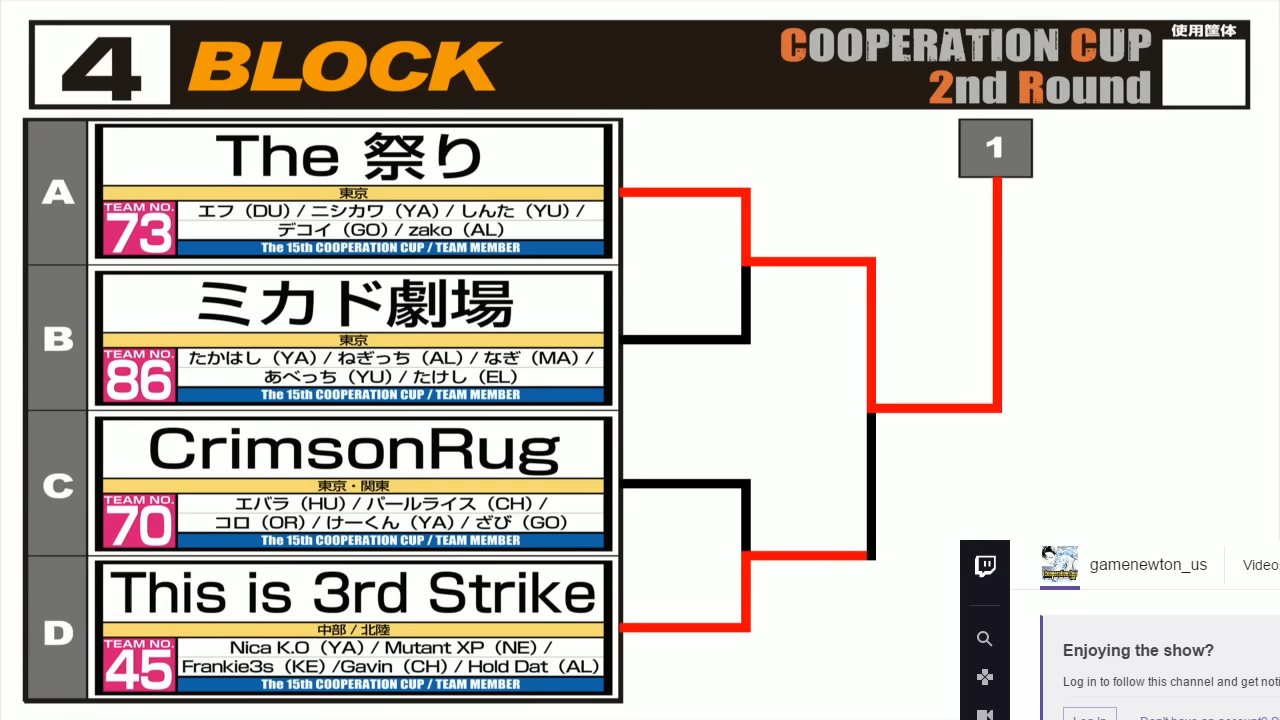 4 BLOCK
COOPERATION CUP
2nd Round
使用筐体
A
The 祭り
東京
TEAM NO.
73
エフ（DU）/ ニシカワ（YA）/ しんた（YU）/
デコイ（GO）/ zako（AL）
The 15th COOPERATION CUP / TEAM MEMBER
B
ミカド劇場
東京
TEAM NO.
86
たかはし（YA）/ ねぎっち（AL）/ なぎ（MA）/
あべっち（YU）/ たけし（EL）
The 15th COOPERATION CUP / TEAM MEMBER
C
CrimsonRug
東京・関東
TEAM NO.
70
エバラ（HU）/ パールライス（CH）/
コロ（OR）/ けーくん（YA）/ ざび（GO）
The 15th COOPERATION CUP / TEAM MEMBER
D
This is 3rd Strike
中部 / 北陸
TEAM NO.
45
Nica K.O（YA）/ Mutant XP（NE）/
Frankie3s（KE）/Gavin（CH）/ Hold Dat（AL）
The 15th COOPERATION CUP / TEAM MEMBER
1
gamenewton_us
Videos
Enjoying the show?
Log in to follow this channel and get noti